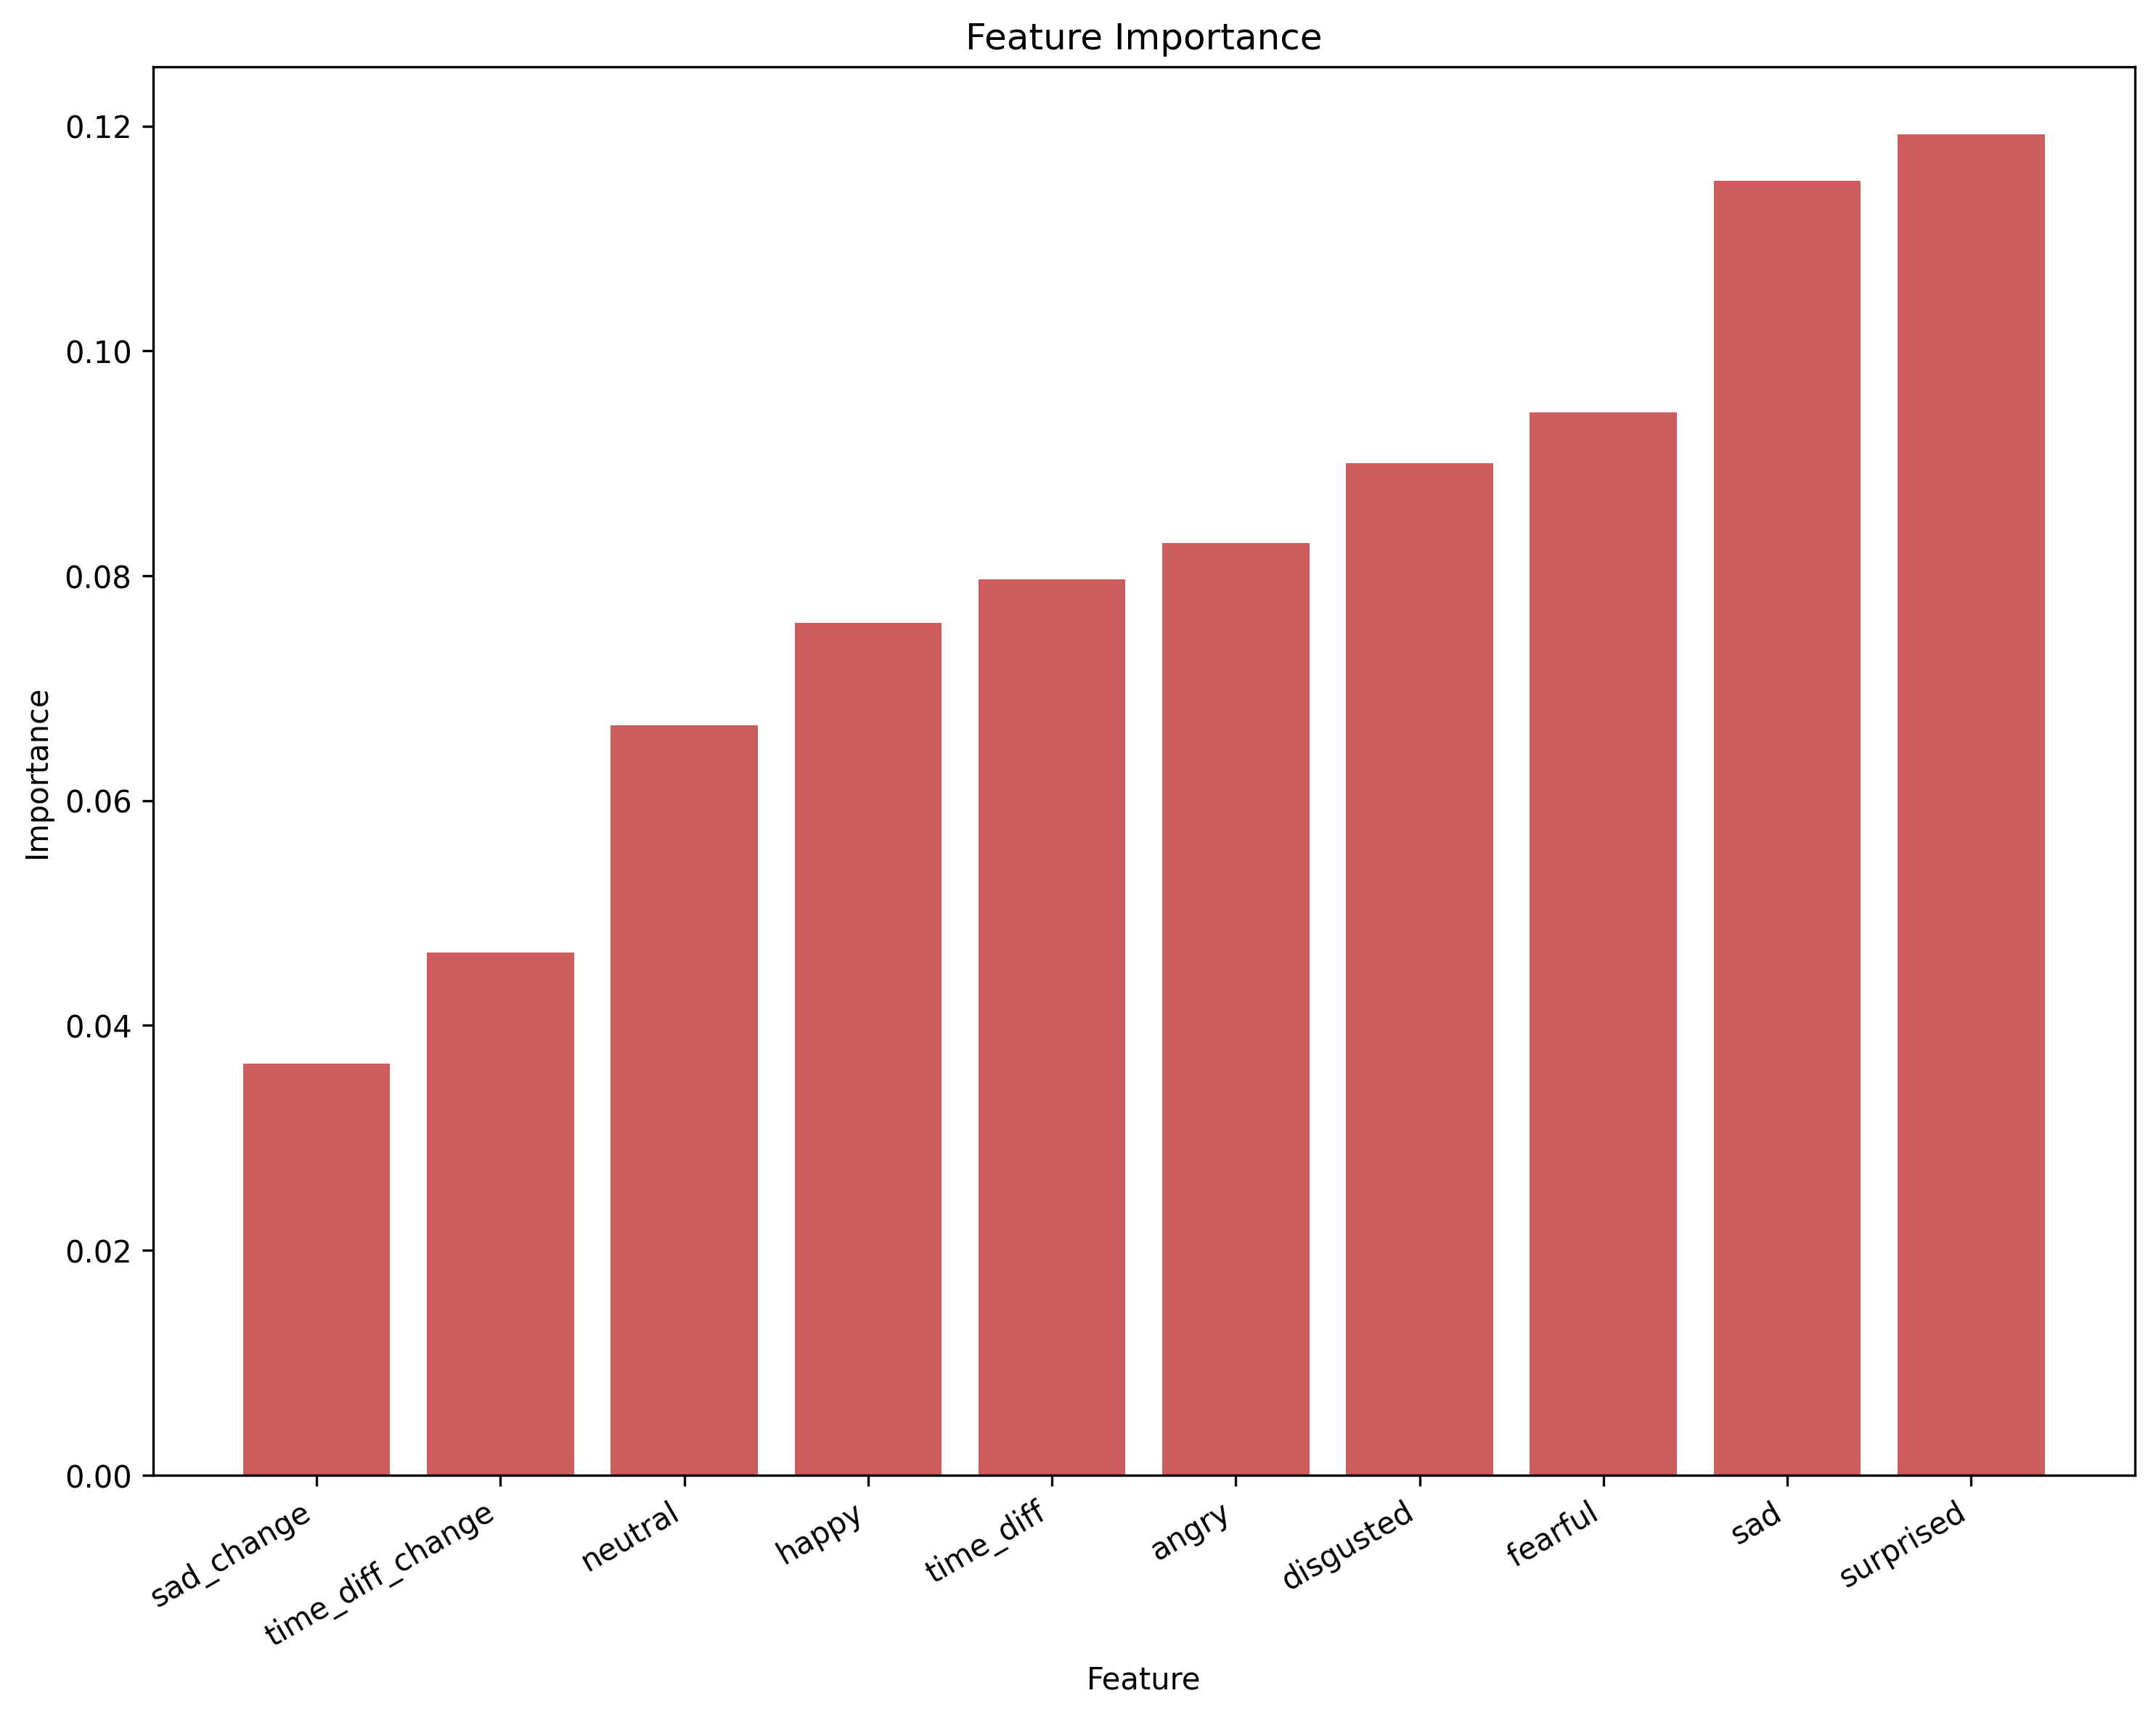 Feature Importance
0.12
0.10
0.08
0.06
0.04
0.02
0.00
Importance
sad_change
time_diff_change
neutral
happy
time_diff
angry
disgusted
fearful
sad
surprised
Feature